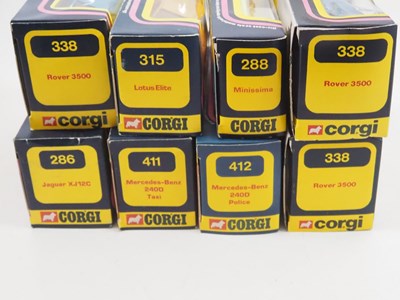 338
Rover 3500
corgi
315
Lotus Elite
CORGI
288
Minissima
CORGI
338
Rover 3500
corgi
286
Jaguar XJ12C
CORGI
411
Mercedes-Benz
240D
Taxi
CORGI
412
Mercedes-Benz
240D
Police
CORGI
338
Rover 3500
corgi